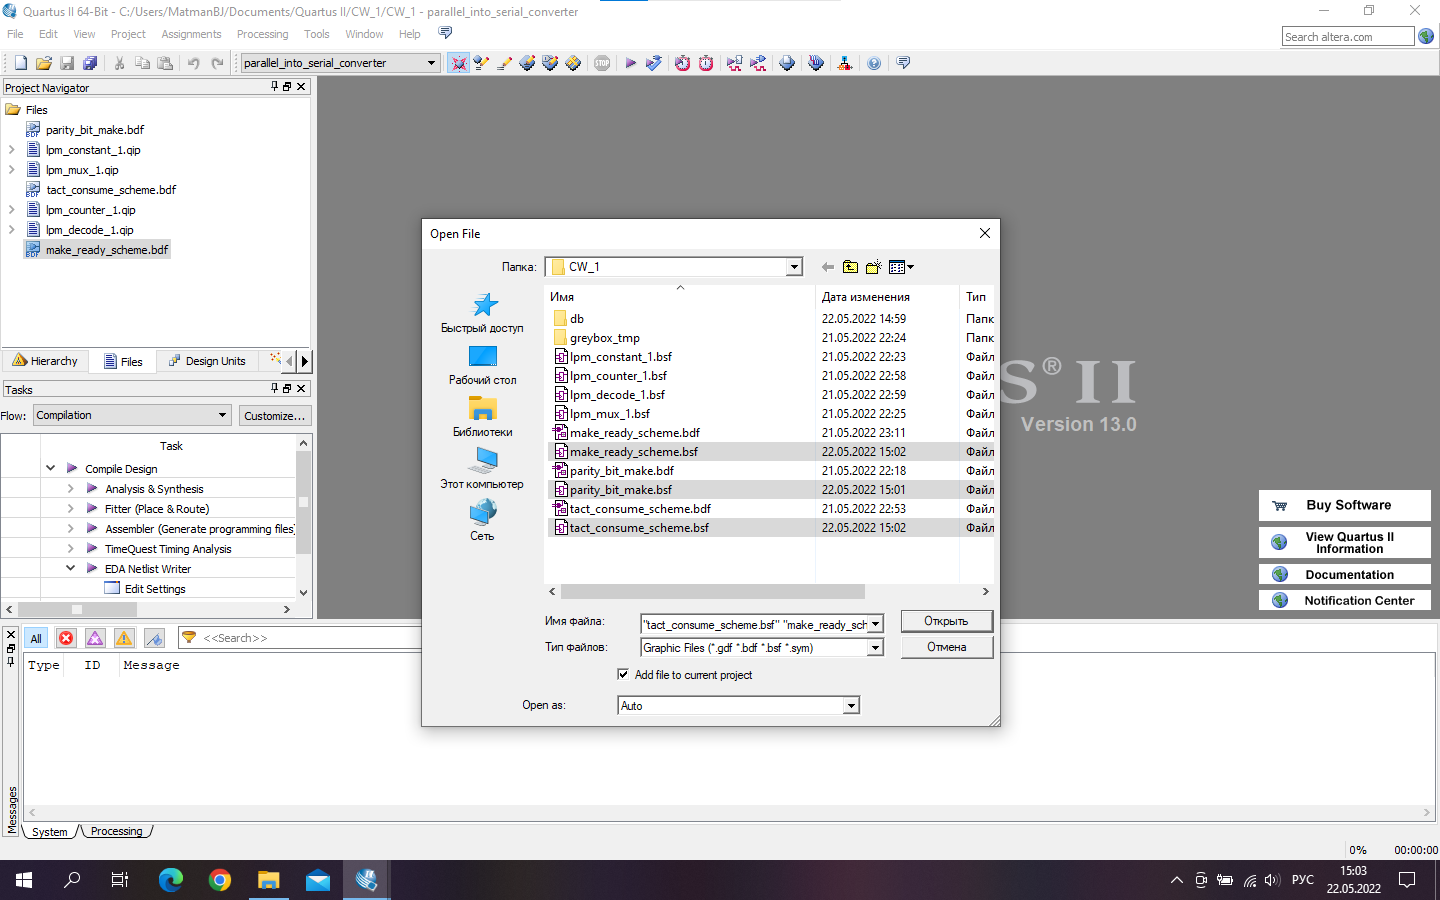 Quartus II 64-Bit - C:/Users/MatmanBJ/Documents/Quartus II/CW_1/CW_1 - parallel_into_serial_converter
File Edit View Project Assignments Processing Tools Window Help
Search altera.com
parallel_into_serial_converter
STOP
Project Navigator
Files
parity_bit_make.bdf
lpm_constant_1.qip
lpm_mux_1.qip
tact_consume_scheme.bdf
lpm_counter_1.qip
lpm_decode_1.qip
make_ready_scheme.bdf
Hierarchy Files Design Units
Tasks
Flow: Compilation Customize...
Task
Compile Design
Analysis & Synthesis
Fitter (Place & Route)
Assembler (Generate programming files)
TimeQuest Timing Analysis
EDA Netlist Writer
Edit Settings
Open File
Папка: CW_1
Быстрый доступ
Рабочий стол
Библиотеки
Этот компьютер
Сеть
Имя Дата изменения Тип
db 22.05.2022 14:59 Папк
greybox_tmp 21.05.2022 22:24 Папк
lpm_constant_1.bsf 21.05.2022 22:23 Файл
lpm_counter_1.bsf 21.05.2022 22:58 Файл
lpm_decode_1.bsf 21.05.2022 22:59 Файл
lpm_mux_1.bsf 21.05.2022 22:25 Файл
make_ready_scheme.bdf 21.05.2022 23:11 Файл
make_ready_scheme.bsf 22.05.2022 15:02 Файл
parity_bit_make.bdf 21.05.2022 22:18 Файл
parity_bit_make.bsf 22.05.2022 15:01 Файл
tact_consume_scheme.bdf 21.05.2022 22:53 Файл
tact_consume_scheme.bsf 22.05.2022 15:02 Файл
Имя файла: "tact_consume_scheme.bsf" "make_ready_sch Открыть
Тип файлов: Graphic Files (*.gdf *.bdf *.bsf *.sym) Отмена
Add file to current project
Open as: Auto
S® II
Version 13.0
Buy Software
View Quartus II
Information
Documentation
Notification Center
All <<Search>>
Type ID Message
Messages
System Processing
0% 00:00:00
РУС
15:03
22.05.2022